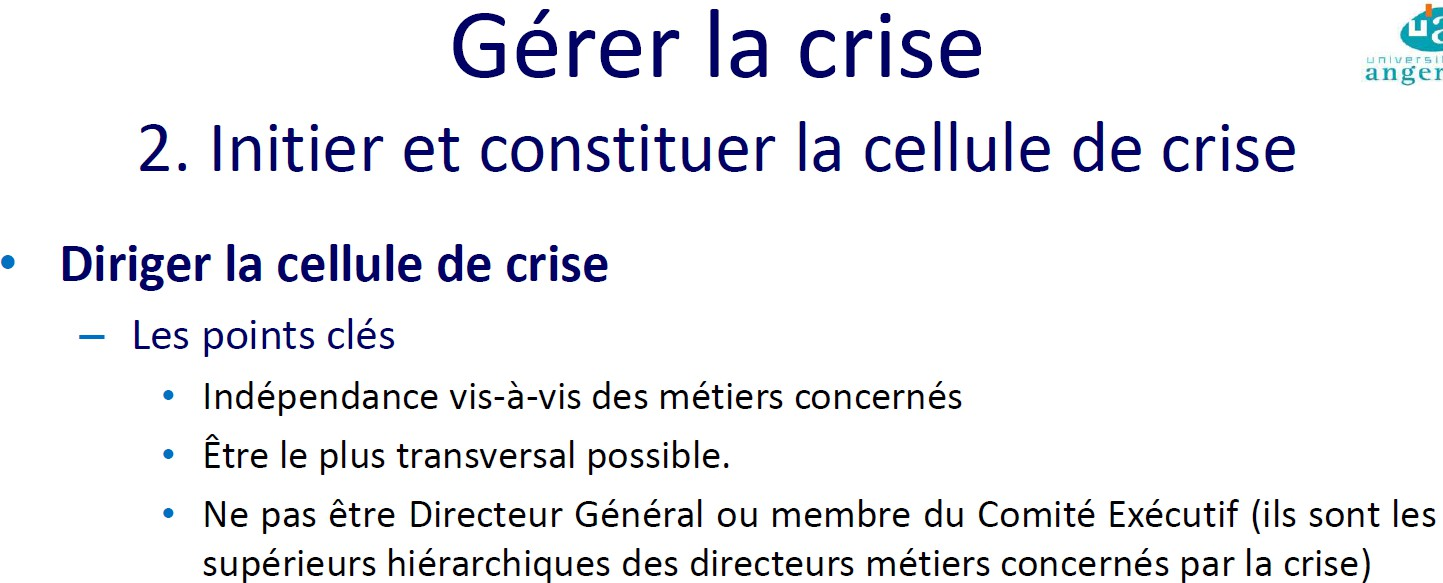 Gérer la crise
2. Initier et constituer la cellule de crise
• Diriger la cellule de crise
– Les points clés
• Indépendance vis-à-vis des métiers concernés
• Être le plus transversal possible.
• Ne pas être Directeur Général ou membre du Comité Exécutif (ils sont les
supérieurs hiérarchiques des directeurs métiers concernés par la crise)